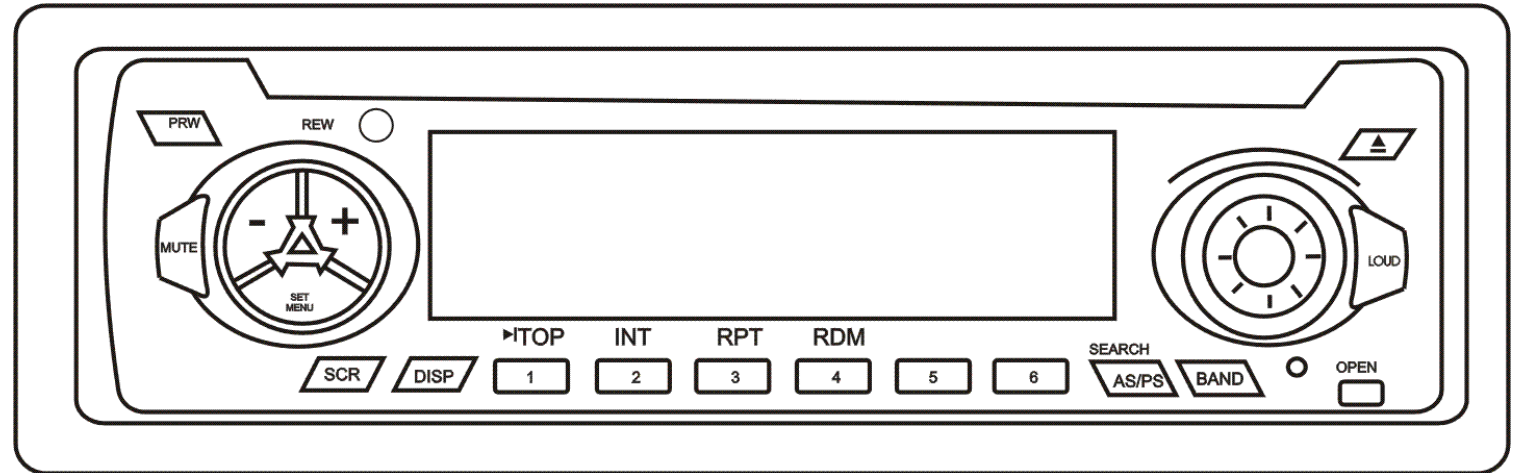 PRW
REW
MUTE
- +
SET
MENU
LOUD
TOP INT RPT RDM
SEARCH
OPEN
SCR DISP 1 2 3 4 5 6 AS/PS BAND